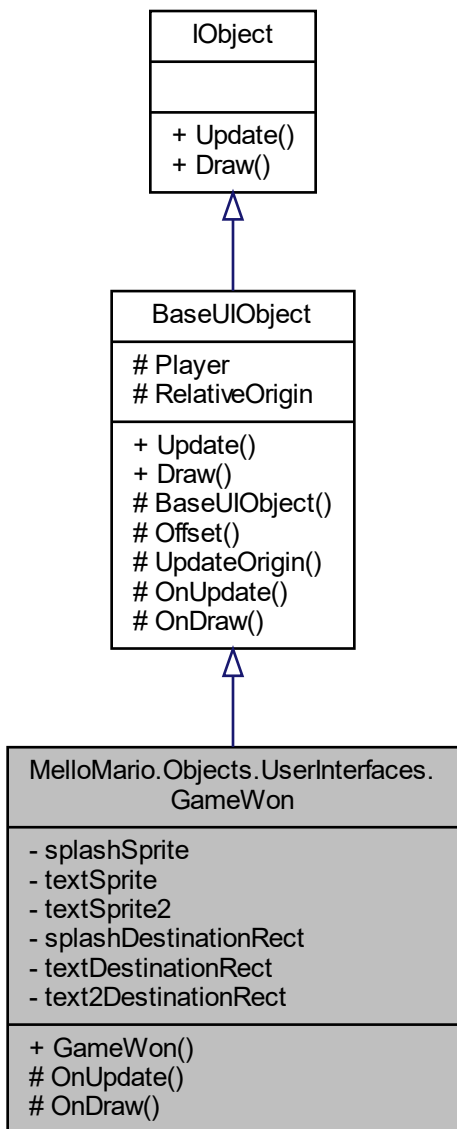 IObject
+ Update()
+ Draw()
BaseUIObject
# Player
# RelativeOrigin
+ Update()
+ Draw()
# BaseUIObject()
# Offset()
# UpdateOrigin()
# OnUpdate()
# OnDraw()
MelloMario.Objects.UserInterfaces.
GameWon
- splashSprite
- textSprite
- textSprite2
- splashDestinationRect
- textDestinationRect
- text2DestinationRect
+ GameWon()
# OnUpdate()
# OnDraw()